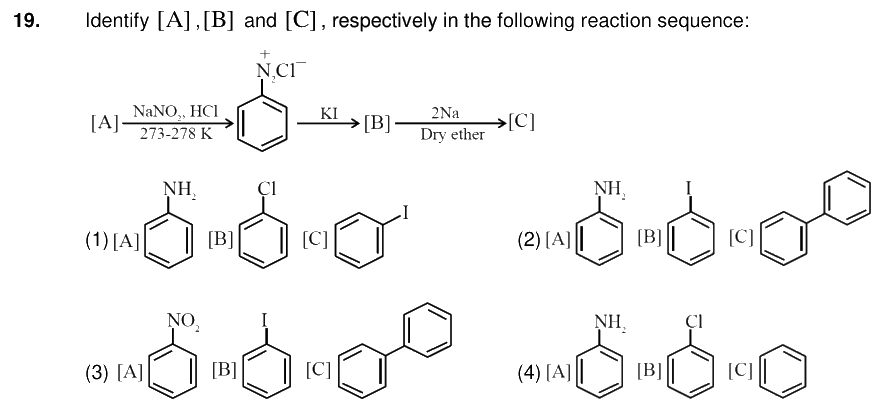 19. Identify [A], [B] and [C], respectively in the following reaction sequence:
+
N₂Cl⁻
[A] NaNO₂, HCl KI [B] 2Na [C]
273-278 K Dry ether
NH₂ Cl NH₂ I
(1) [A] [B] [C] I (2) [A] [B] [C]
NO₂ I NH₂ Cl
(3) [A] [B] [C] (4) [A] [B] [C]